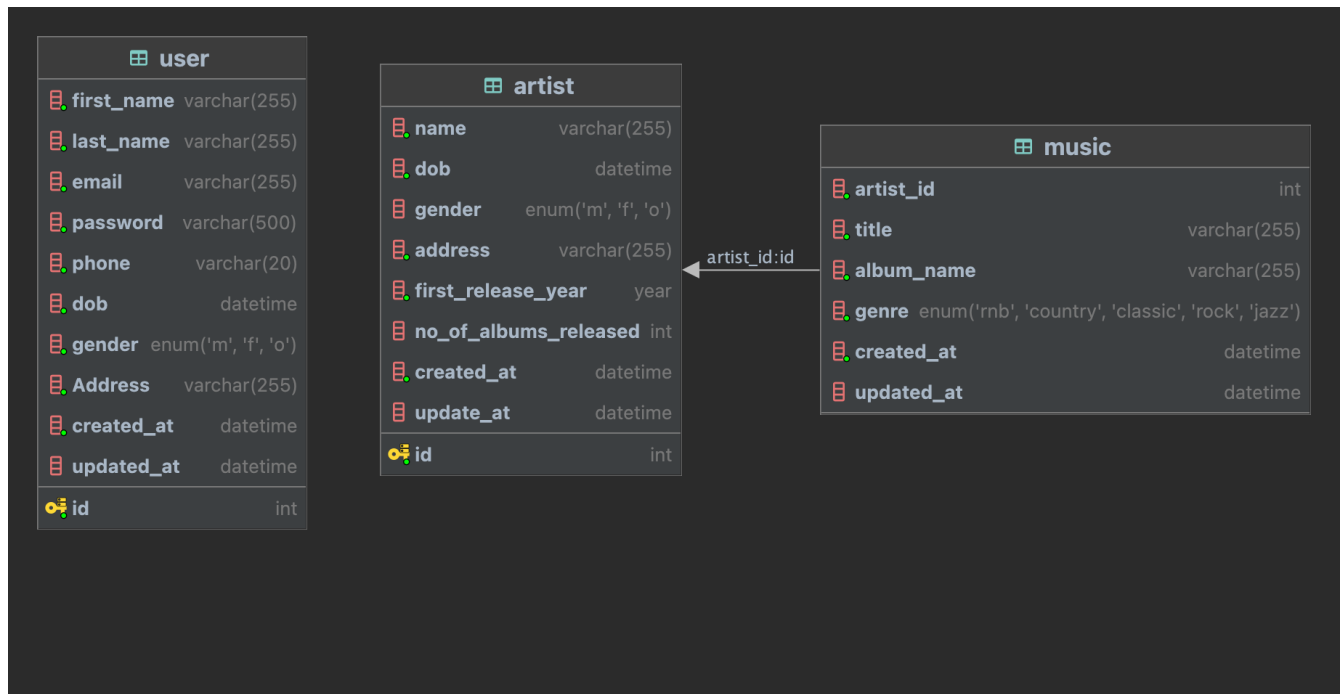 user
first_name varchar(255)
last_name varchar(255)
email varchar(255)
password varchar(500)
phone varchar(20)
dob datetime
gender enum('m', 'f', 'o')
Address varchar(255)
created_at datetime
updated_at datetime
id int
artist
name varchar(255)
dob datetime
gender enum('m', 'f', 'o')
address varchar(255)
first_release_year year
no_of_albums_released int
created_at datetime
update_at datetime
id int
artist_id:id
music
artist_id int
title varchar(255)
album_name varchar(255)
genre enum('rnb', 'country', 'classic', 'rock', 'jazz')
created_at datetime
updated_at datetime